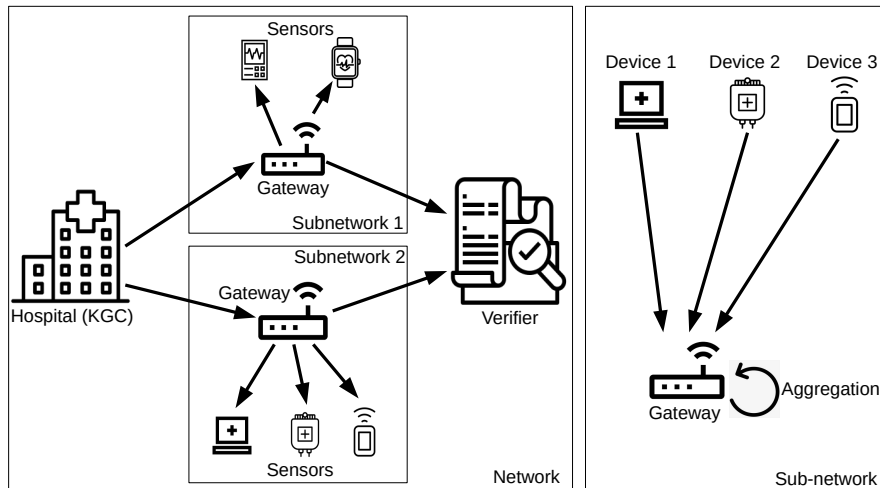 Sensors
Gateway
Subnetwork 1
Subnetwork 2
Gateway
Hospital (KGC)
Verifier
Sensors
Network
Device 1 Device 2 Device 3
Aggregation
Gateway
Sub-network